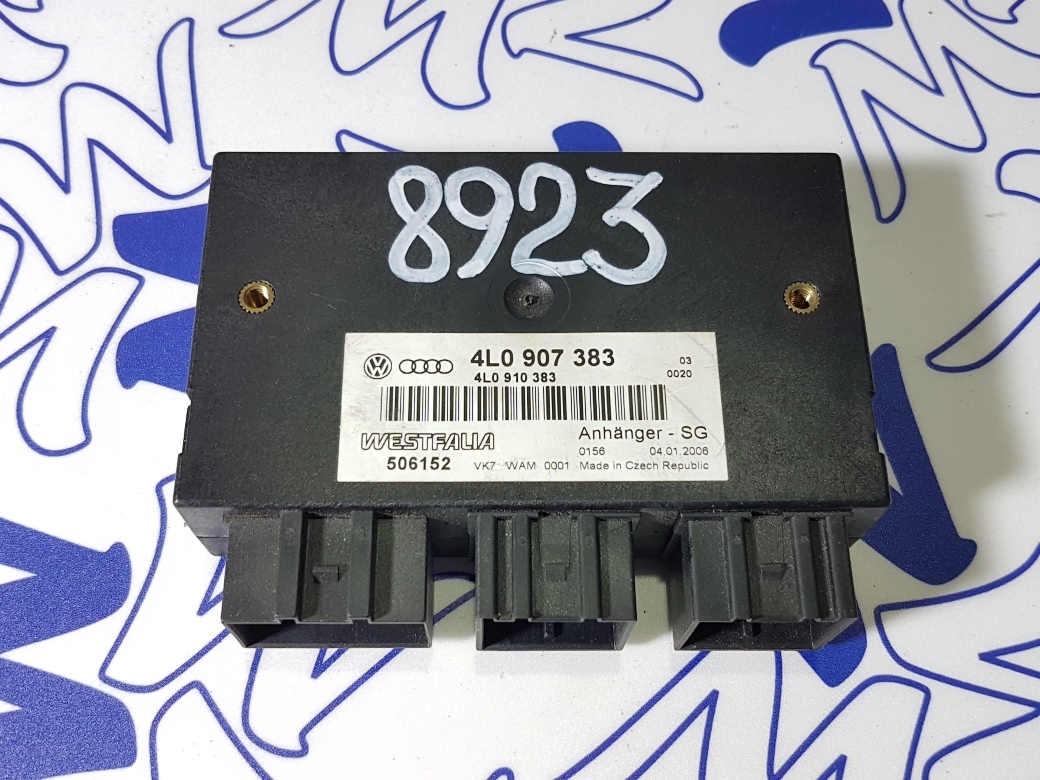 8923
4L0 907 383
03
4L0 910 383
0020
WESTFALIA
Anhänger - SG
0156 04.01.2006
506152 VK7 WAM 0001 Made in Czech Republic